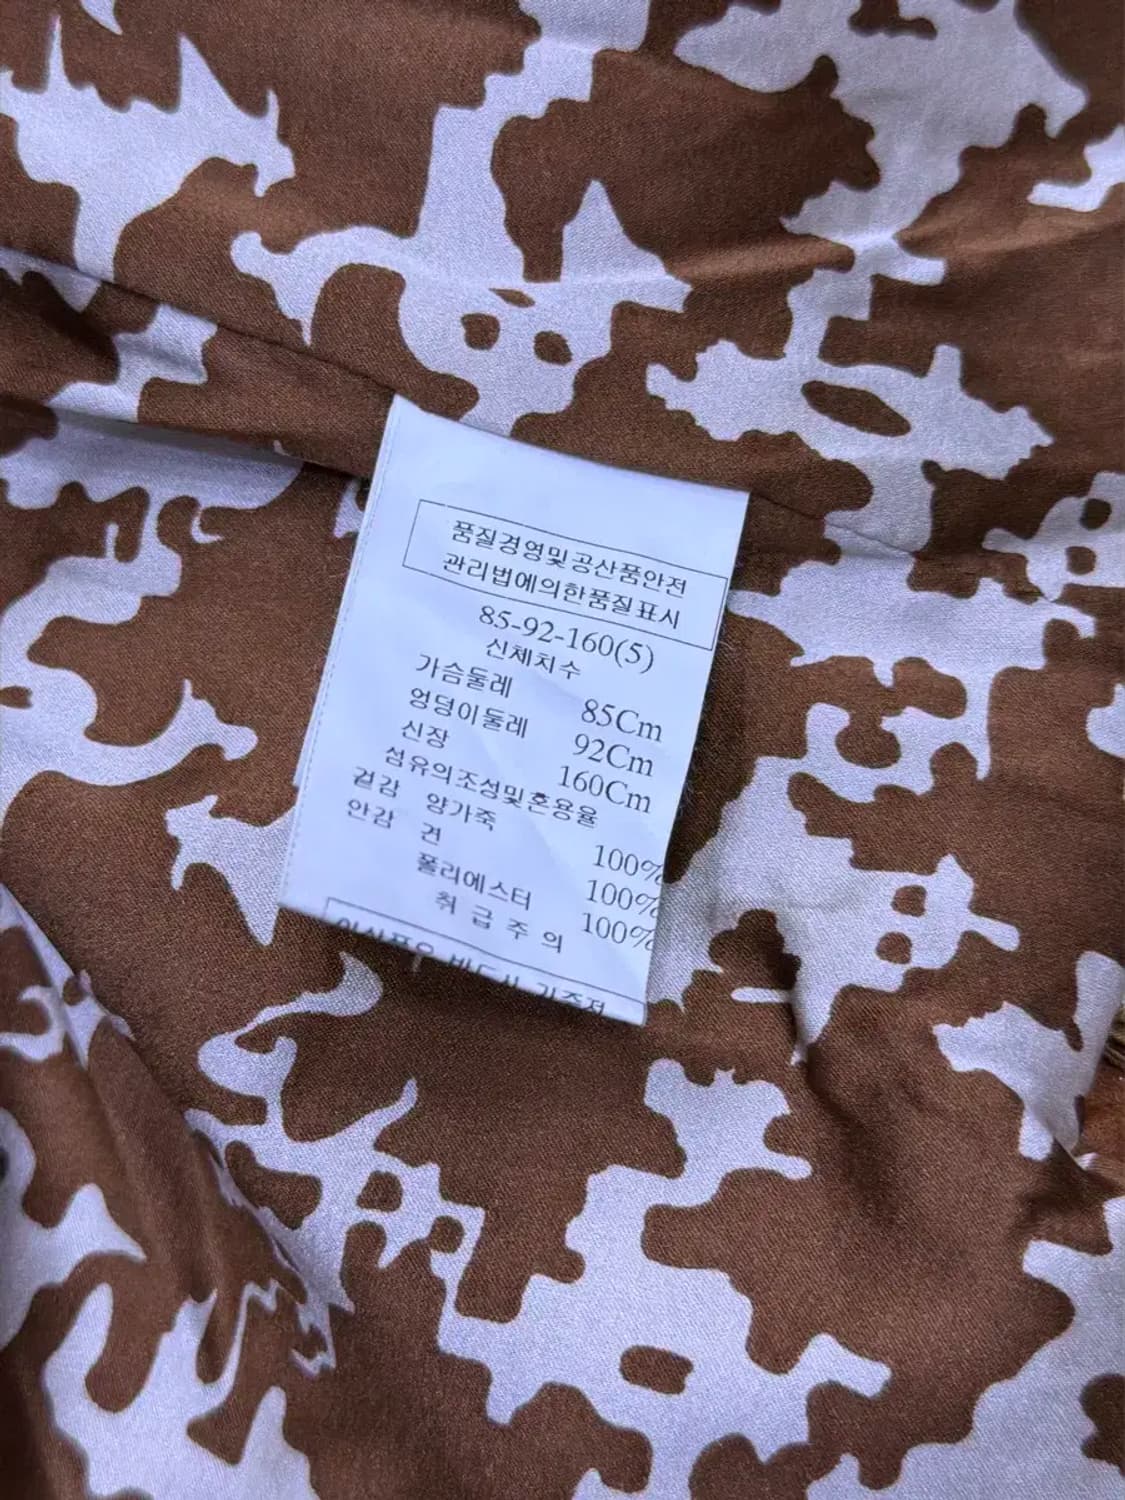 품질경영및공산품안전
관리법에의한품질표시
85-92-160(5)
신체치수
가슴둘레 85Cm
엉덩이둘레 92Cm
신장 160Cm
섬유의조성및혼용율
겉감 양가죽 100%
안감 견 100%
폴리에스터 100%
취급주의